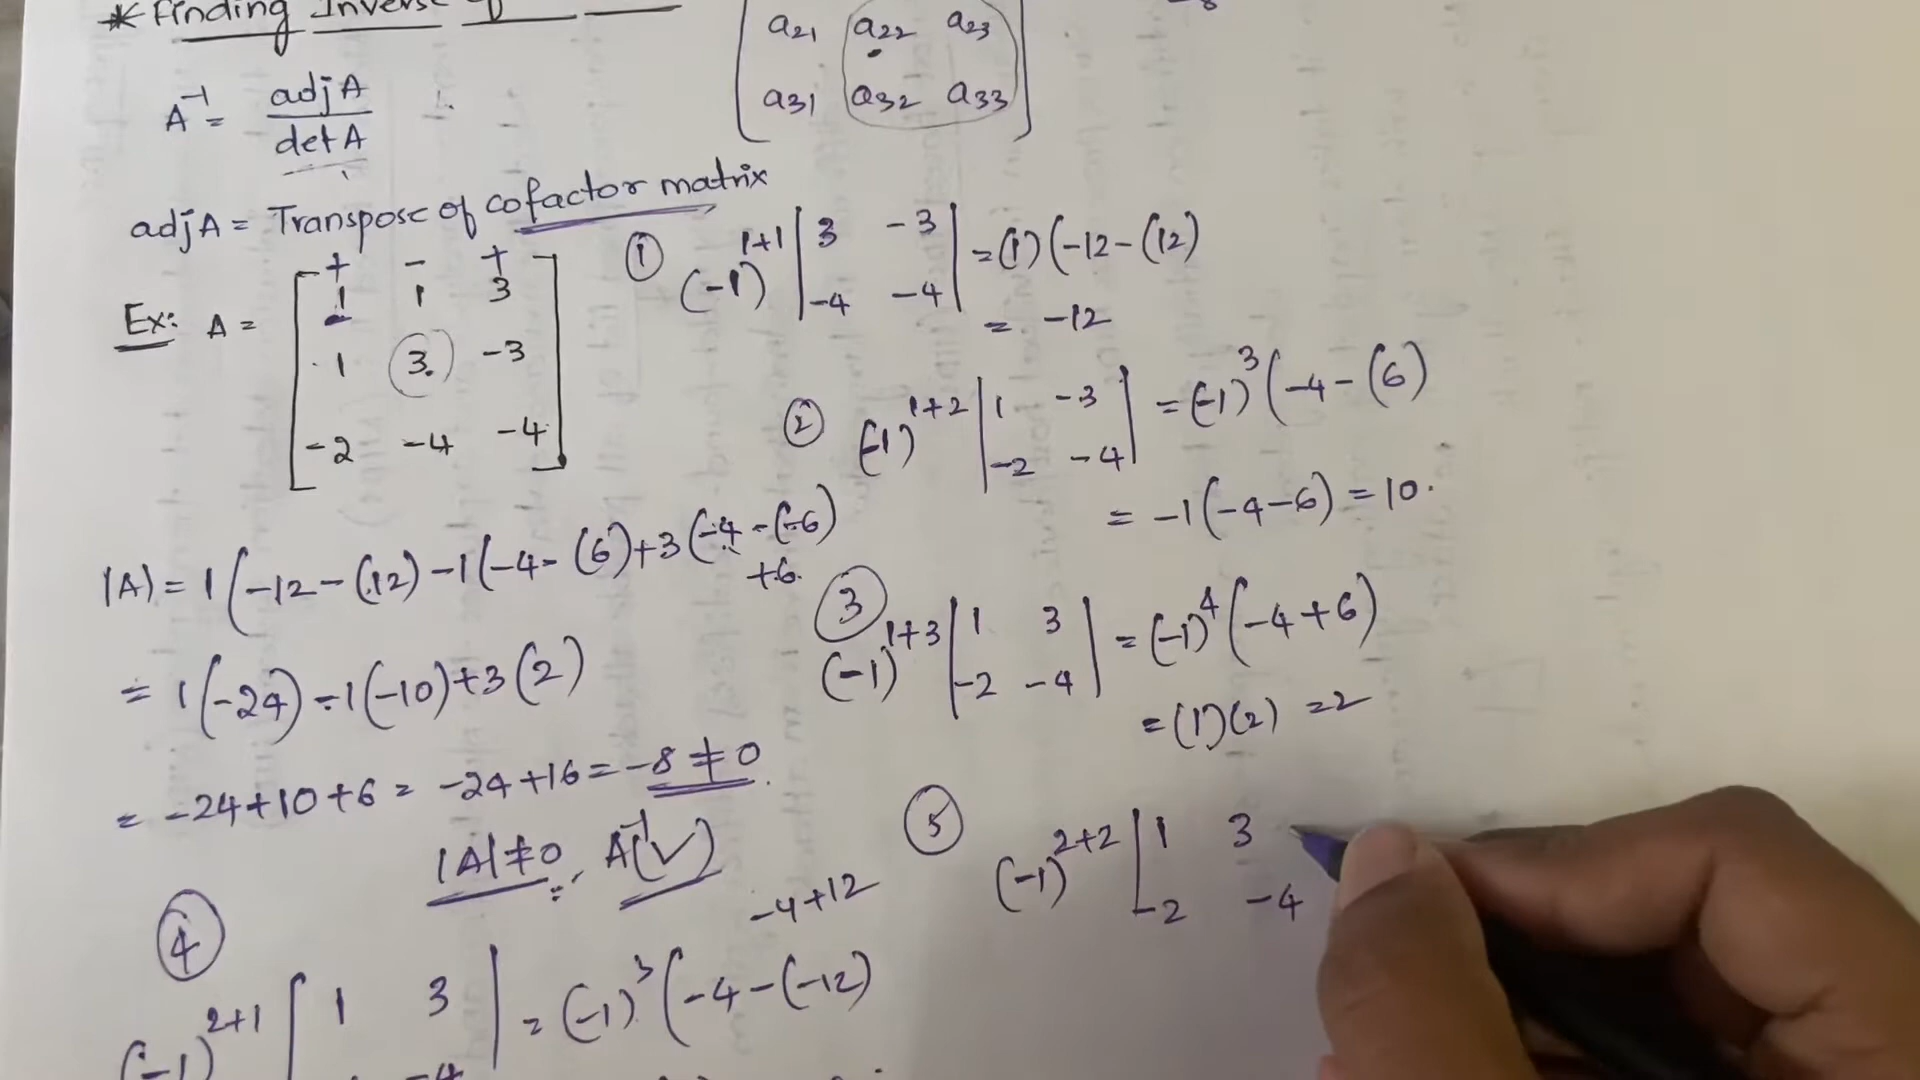 * Finding Inverse of
A⁻¹ = adj A / det A
a21 a22 a23
a31 a32 a33
adj A = Transpose of cofactor matrix
+ - +
Ex: A = [ 1 1 3
1 3 -3
-2 -4 -4 ]
|A| = 1(-12-(12)-1(-4-(6)+3(-4-(-6)
+6
= 1(-24)-1(-10)+3(2)
= -24+10+6 = -24+16 = -8 ≠ 0
|A| ≠ 0, A⁻¹(✓)
① (-1)^1+1 | 3 -3
-4 -4 | = (1)(-12-(12)
= -12
② (-1)^1+2 | 1 -3
-2 -4 | = (-1)^3 (-4-(6)
= -1(-4-6) = 10.
③ (-1)^1+3 | 1 3
-2 -4 | = (-1)^4 (-4+6)
= (1)(2) = 2
④ -4+12
(-1)^2+1 | 1 3 | = (-1)^3 (-4-(-12)
-4
⑤ (-1)^2+2 | 1 3
-2 -4